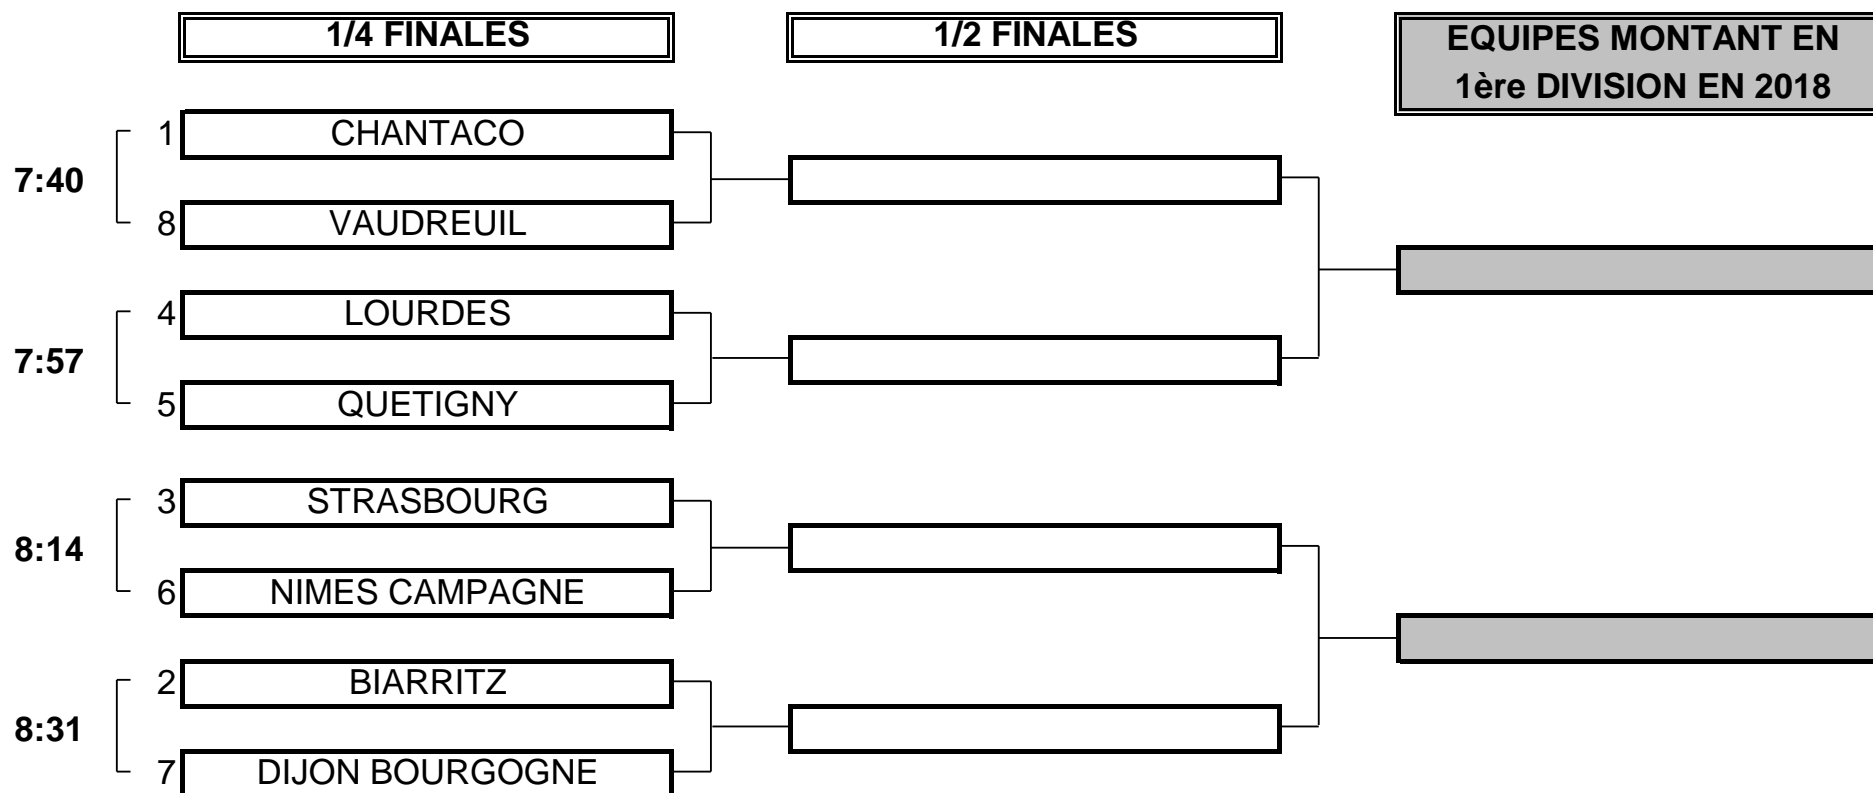 1/4 FINALES
1/2 FINALES
EQUIPES MONTANT EN
1ère DIVISION EN 2018
1 CHANTACO
7:40
8 VAUDREUIL
4 LOURDES
7:57
5 QUETIGNY
3 STRASBOURG
8:14
6 NIMES CAMPAGNE
2 BIARRITZ
8:31
7 DIJON BOURGOGNE